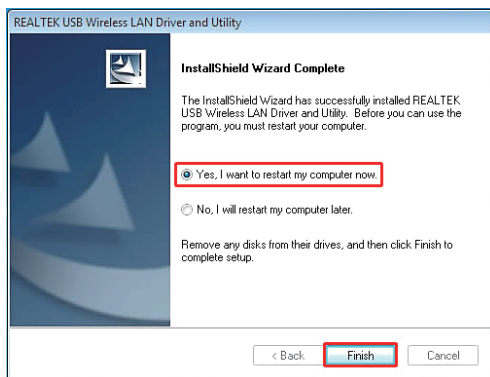 REALTEK USB Wireless LAN Driver and Utility
InstallShield Wizard Complete
The InstallShield Wizard has successfully installed REALTEK
USB Wireless LAN Driver and Utility. Before you can use the
program, you must restart your computer.
Yes, I want to restart my computer now.
No, I will restart my computer later.
Remove any disks from their drives, and then click Finish to
complete setup.
< Back
Finish
Cancel